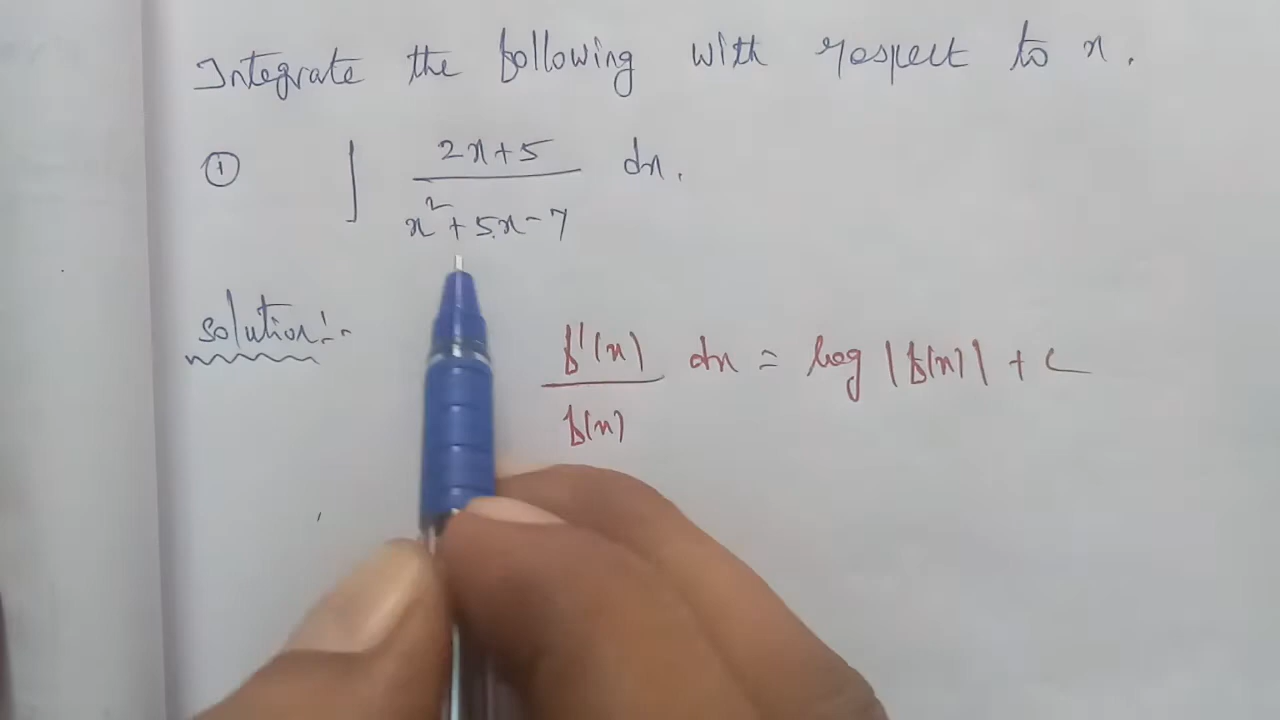 Integrate the following with respect to x.
① ∫ (2x+5)/(x²+5x-7) dx.
Solution:-
f'(x)/f(x) dx = log |f(x)| + c